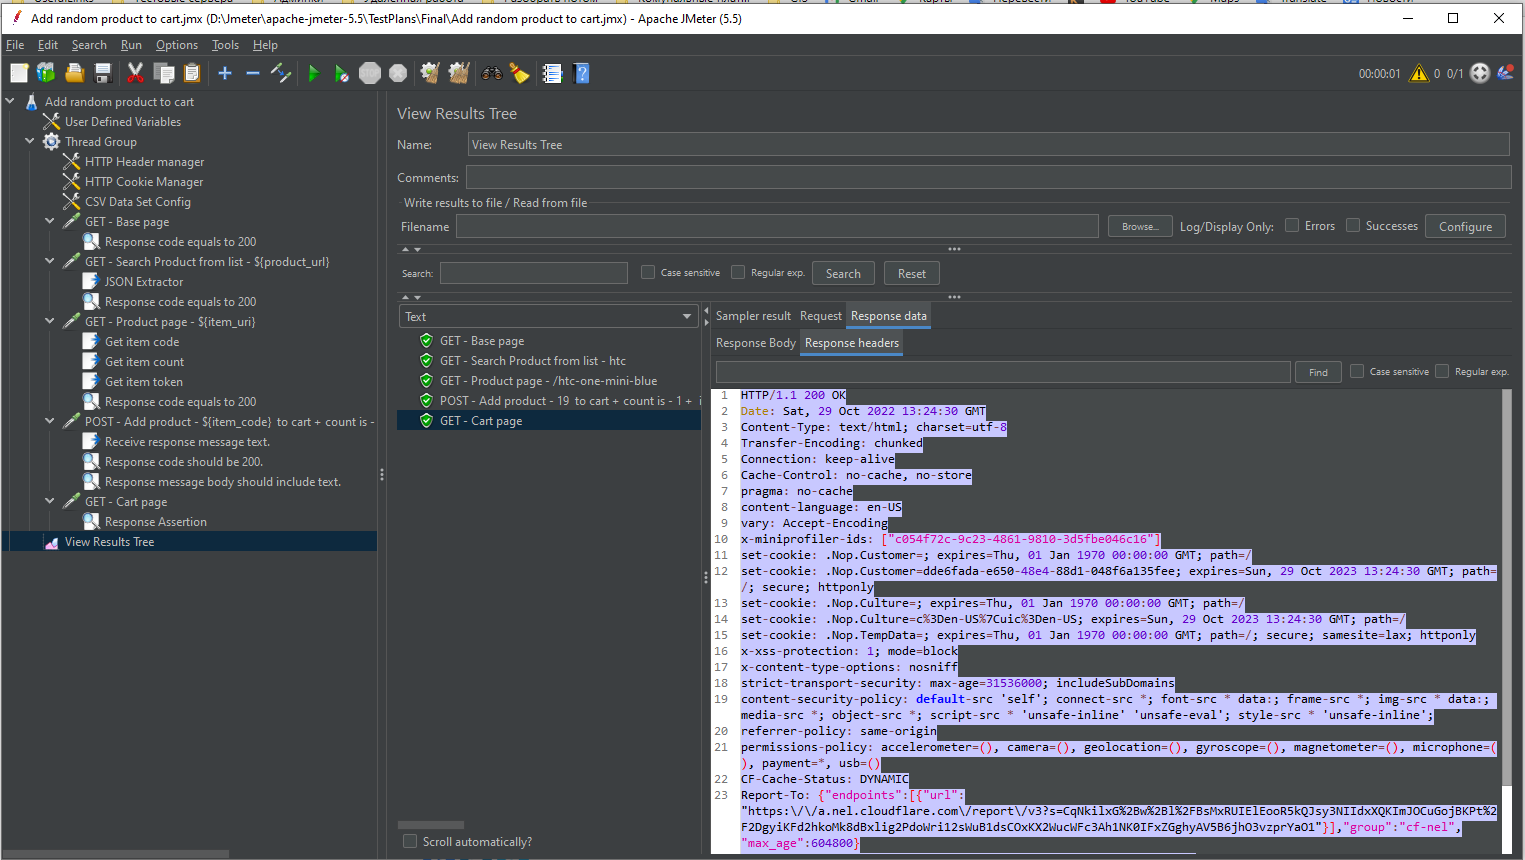 Add random product to cart.jmx (D:\Jmeter\apache-jmeter-5.5\TestPlans\Final\Add random product to cart.jmx) - Apache JMeter (5.5)
File Edit Search Run Options Tools Help
STOP
00:00:01 0 0/1
Add random product to cart
User Defined Variables
Thread Group
HTTP Header manager
HTTP Cookie Manager
CSV Data Set Config
GET - Base page
Response code equals to 200
GET - Search Product from list - ${product_url}
JSON Extractor
Response code equals to 200
GET - Product page - ${item_uri}
Get item code
Get item count
Get item token
Response code equals to 200
POST - Add product - ${item_code} to cart + count is -
Receive response message text.
Response code should be 200.
Response message body should include text.
GET - Cart page
Response Assertion
View Results Tree
View Results Tree
Name: View Results Tree
Comments:
Write results to file / Read from file
Filename Browse... Log/Display Only: Errors Successes Configure
Search: Case sensitive Regular exp. Search Reset
Text
GET - Base page
GET - Search Product from list - htc
GET - Product page - /htc-one-mini-blue
POST - Add product - 19 to cart + count is - 1 + i
GET - Cart page
Scroll automatically?
Sampler result Request Response data
Response Body Response headers
Find Case sensitive Regular exp.
1 HTTP/1.1 200 OK
2 Date: Sat, 29 Oct 2022 13:24:30 GMT
3 Content-Type: text/html; charset=utf-8
4 Transfer-Encoding: chunked
5 Connection: keep-alive
6 Cache-Control: no-cache, no-store
7 pragma: no-cache
8 content-language: en-US
9 vary: Accept-Encoding
10 x-miniprofiler-ids: ["c054f72c-9c23-4861-9810-3d5fbe046c16"]
11 set-cookie: .Nop.Customer=; expires=Thu, 01 Jan 1970 00:00:00 GMT; path=/
12 set-cookie: .Nop.Customer=dde6fada-e650-48e4-88d1-048f6a135fee; expires=Sun, 29 Oct 2023 13:24:30 GMT; path=
/; secure; httponly
13 set-cookie: .Nop.Culture=; expires=Thu, 01 Jan 1970 00:00:00 GMT; path=/
14 set-cookie: .Nop.Culture=c%3Den-US%7Cuic%3Den-US; expires=Sun, 29 Oct 2023 13:24:30 GMT; path=/
15 set-cookie: .Nop.TempData=; expires=Thu, 01 Jan 1970 00:00:00 GMT; path=/; secure; samesite=lax; httponly
16 x-xss-protection: 1; mode=block
17 x-content-type-options: nosniff
18 strict-transport-security: max-age=31536000; includeSubDomains
19 content-security-policy: default-src 'self'; connect-src *; font-src * data:; frame-src *; img-src * data:;
media-src *; object-src *; script-src * 'unsafe-inline' 'unsafe-eval'; style-src * 'unsafe-inline';
20 referrer-policy: same-origin
21 permissions-policy: accelerometer=(), camera=(), geolocation=(), gyroscope=(), magnetometer=(), microphone=(
), payment=*, usb=()
22 CF-Cache-Status: DYNAMIC
23 Report-To: {"endpoints":[{"url":
"https:\/\/a.nel.cloudflare.com\/report\/v3?s=CqNkilxG%2Bw%2Bl%2FBsMxRUIElEooR5kQJsy3NIIdxXQKImJOCuGojBKPt%2
F2DgyiKFd2hkoMk8dBxlig2PdoWri12sWuB1dsCOxKX2WucWFc3Ah1NK0IFxZGghyAV5B6jhO3vzprYaO1"}],"group":"cf-nel",
"max_age":604800}